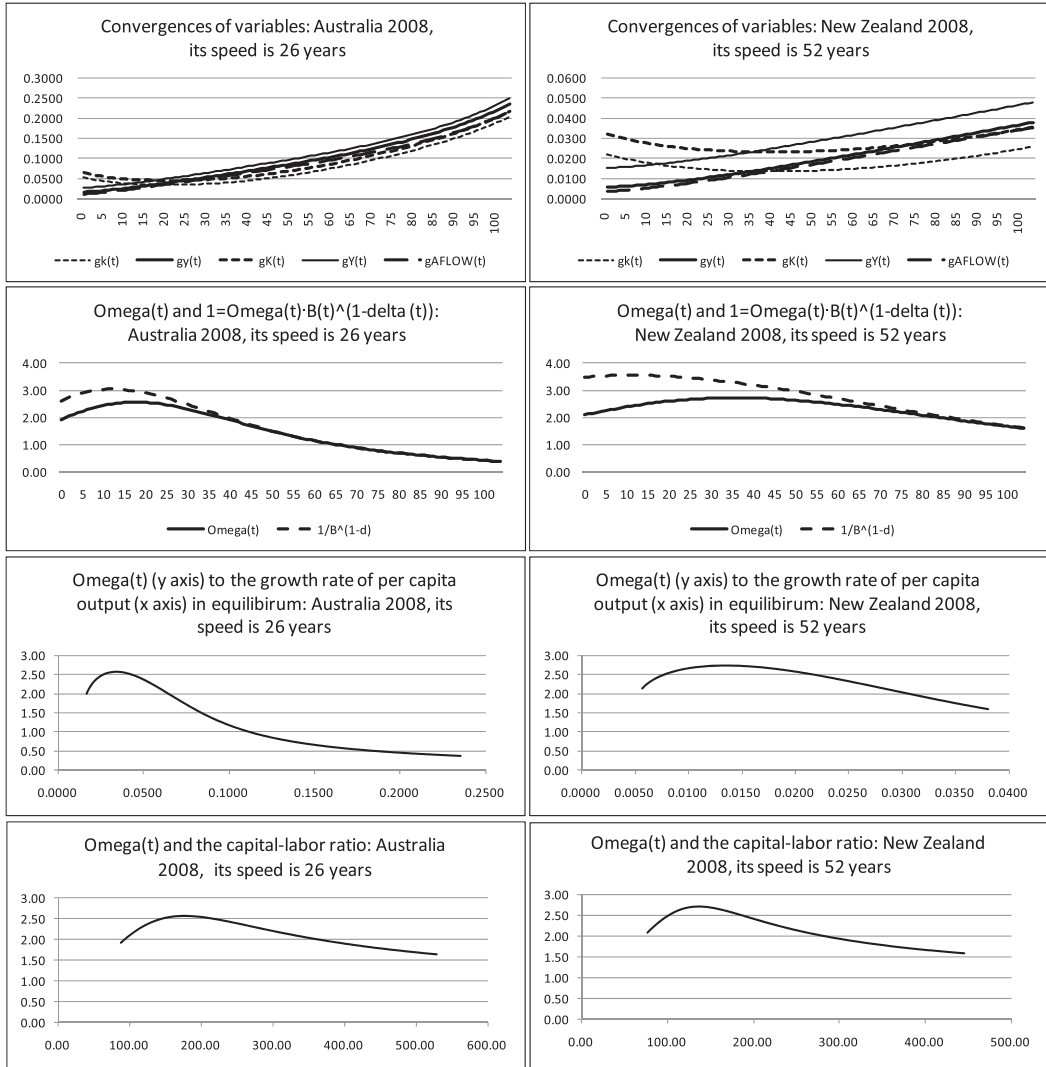 Convergences of variables: Australia 2008,
its speed is 26 years
0.3000
0.2500
0.2000
0.1500
0.1000
0.0500
0.0000
0 5 10 15 20 25 30 35 40 45 50 55 60 65 70 75 80 85 90 95 100
gk(t) gy(t) gK(t) gY(t) gAFLOW(t)
Convergences of variables: New Zealand 2008,
its speed is 52 years
0.0600
0.0500
0.0400
0.0300
0.0200
0.0100
0.0000
0 5 10 15 20 25 30 35 40 45 50 55 60 65 70 75 80 85 90 95 100
gk(t) gy(t) gK(t) gY(t) gAFLOW(t)
Omega(t) and 1=Omega(t)·B(t)^(1-delta (t)):
Australia 2008, its speed is 26 years
4.00
3.00
2.00
1.00
0.00
0 5 10 15 20 25 30 35 40 45 50 55 60 65 70 75 80 85 90 95 100
Omega(t) 1/B^(1-d)
Omega(t) and 1=Omega(t)·B(t)^(1-delta (t)):
New Zealand 2008, its speed is 52 years
4.00
3.00
2.00
1.00
0.00
0 5 10 15 20 25 30 35 40 45 50 55 60 65 70 75 80 85 90 95 100
Omega(t) 1/B^(1-d)
Omega(t) (y axis) to the growth rate of per capita
output (x axis) in equilibirum: Australia 2008, its
speed is 26 years
3.00
2.50
2.00
1.50
1.00
0.50
0.00
0.0000 0.0500 0.1000 0.1500 0.2000 0.2500
Omega(t) (y axis) to the growth rate of per capita
output (x axis) in equilibirum: New Zealand 2008,
its speed is 52 years
3.00
2.50
2.00
1.50
1.00
0.50
0.00
0.0000 0.0050 0.0100 0.0150 0.0200 0.0250 0.0300 0.0350 0.0400
Omega(t) and the capital-labor ratio: Australia
2008, its speed is 26 years
3.00
2.50
2.00
1.50
1.00
0.50
0.00
0.00 100.00 200.00 300.00 400.00 500.00 600.00
Omega(t) and the capital-labor ratio: New Zealand
2008, its speed is 52 years
3.00
2.50
2.00
1.50
1.00
0.50
0.00
0.00 100.00 200.00 300.00 400.00 500.00